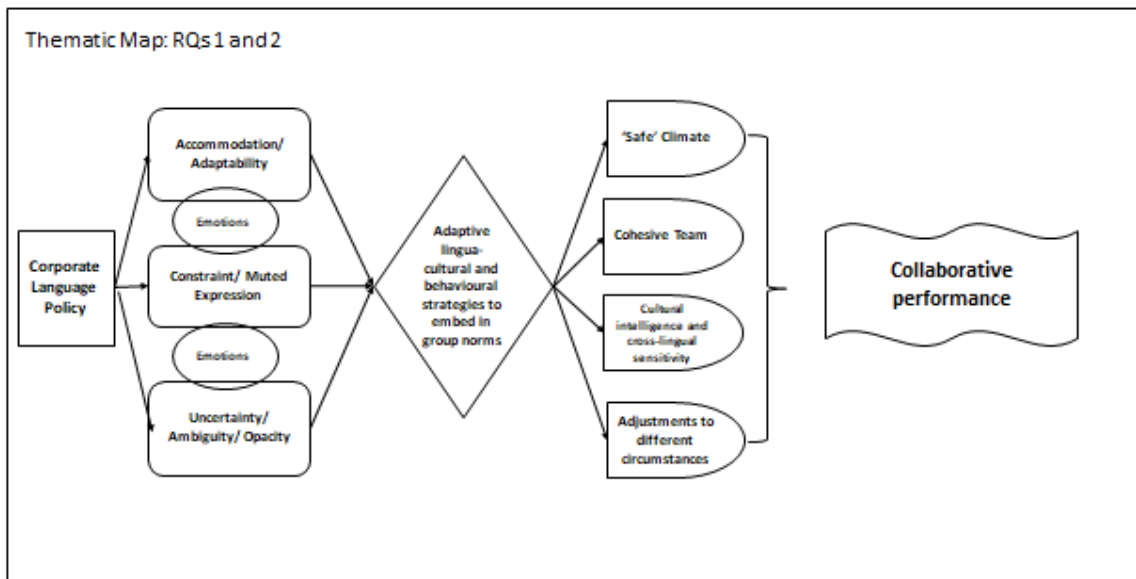 Thematic Map: RQs 1 and 2
Corporate
Language
Policy
Accommodation/
Adaptability
Emotions
Constraint/ Muted
Expression
Emotions
Uncertainty/
Ambiguity/ Opacity
Adaptive
lingua-
cultural and
behavioural
strategies to
embed in
group norms
'Safe' Climate
Cohesive Team
Cultural
intelligence and
cross-lingual
sensitivity
Adjustments to
different
circumstances
Collaborative
performance